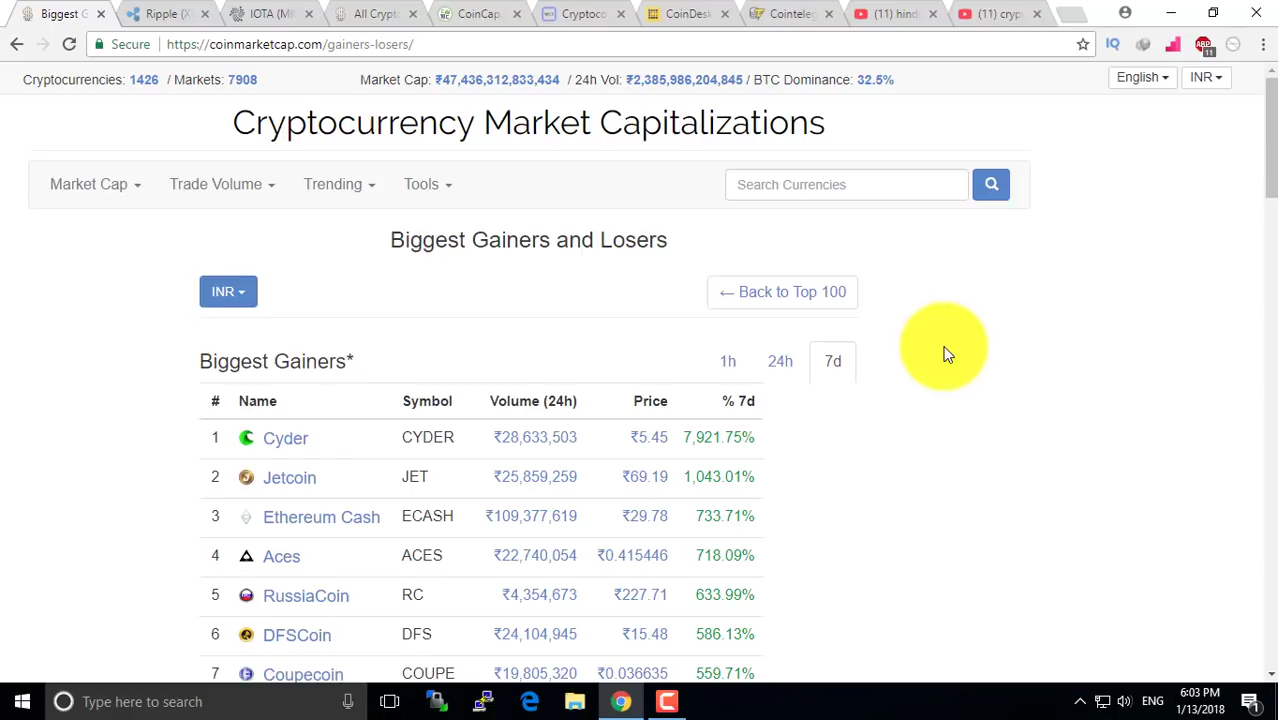 Biggest G
Ripple (X
IOTA (MI
All Crypto
CoinCap
Cryptoco
CoinDesk
Cointeleg
(11) hind
(11) cryp
Secure https://coinmarketcap.com/gainers-losers/
IQ
ABP
11
Cryptocurrencies: 1426 / Markets: 7908
Market Cap: ₹47,436,312,833,434 / 24h Vol: ₹2,385,986,204,845 / BTC Dominance: 32.5%
English
INR
Cryptocurrency Market Capitalizations
Market Cap
Trade Volume
Trending
Tools
Search Currencies
Biggest Gainers and Losers
INR
← Back to Top 100
Biggest Gainers*
1h
24h
7d
# Name Symbol Volume (24h) Price % 7d
1 Cyder CYDER ₹28,633,503 ₹5.45 7,921.75%
2 Jetcoin JET ₹25,859,259 ₹69.19 1,043.01%
3 Ethereum Cash ECASH ₹109,377,619 ₹29.78 733.71%
4 Aces ACES ₹22,740,054 ₹0.415446 718.09%
5 RussiaCoin RC ₹4,354,673 ₹227.71 633.99%
6 DFSCoin DFS ₹24,104,945 ₹15.48 586.13%
7 Coupecoin COUPE ₹19,805,320 ₹0.036635 559.71%
Type here to search
ENG
6:03 PM
1/13/2018